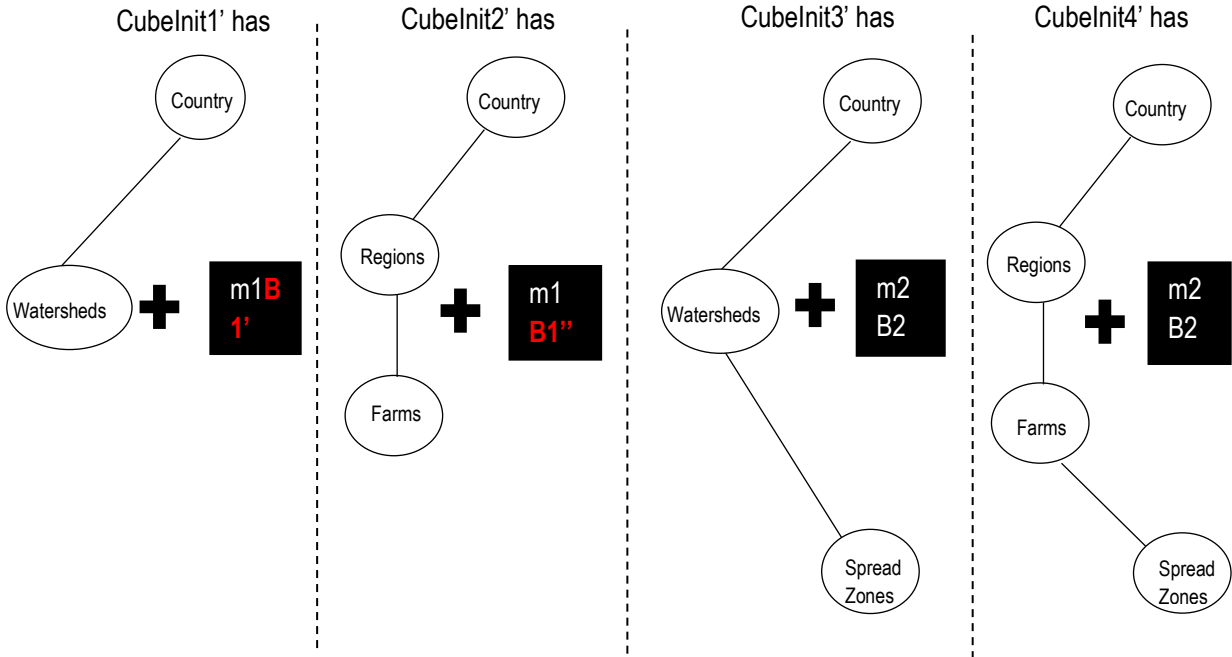 CubeInit1’ has
Country
Watersheds
m1B
1’
CubeInit2’ has
Country
Regions
m1
B1’’
Farms
CubeInit3’ has
Country
Watersheds
m2
B2
Spread
Zones
CubeInit4’ has
Country
Regions
m2
B2
Farms
Spread
Zones